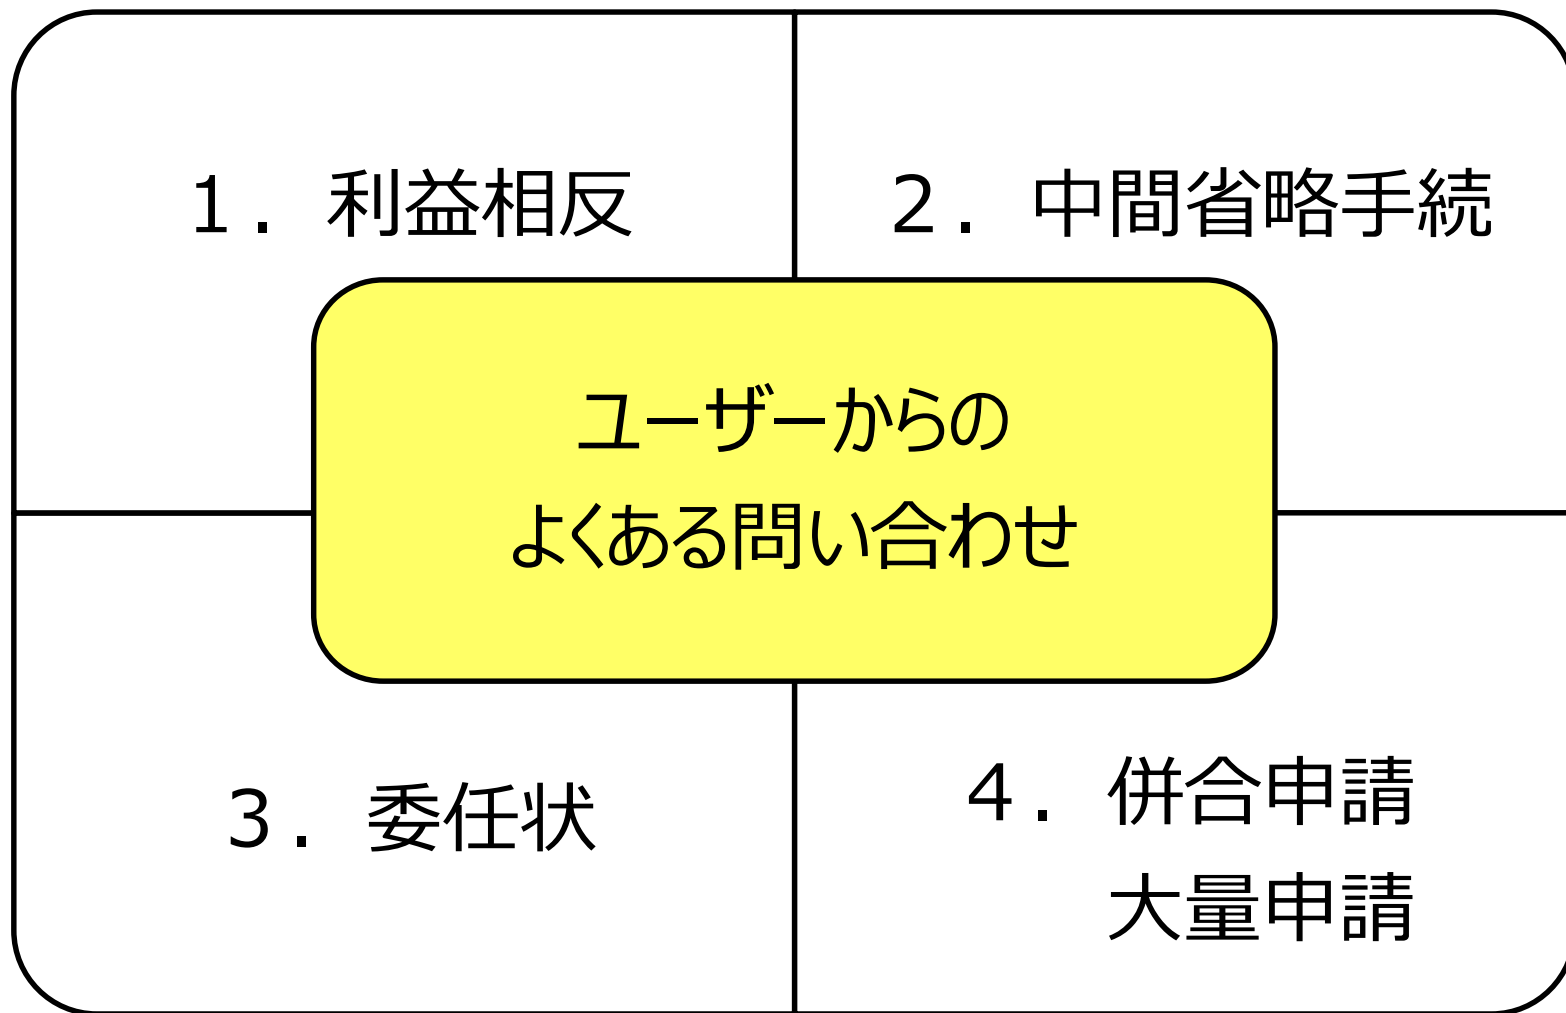 １．利益相反
２．中間省略手続
ユーザーからの
よくある問い合わせ
３．委任状
４．併合申請
大量申請